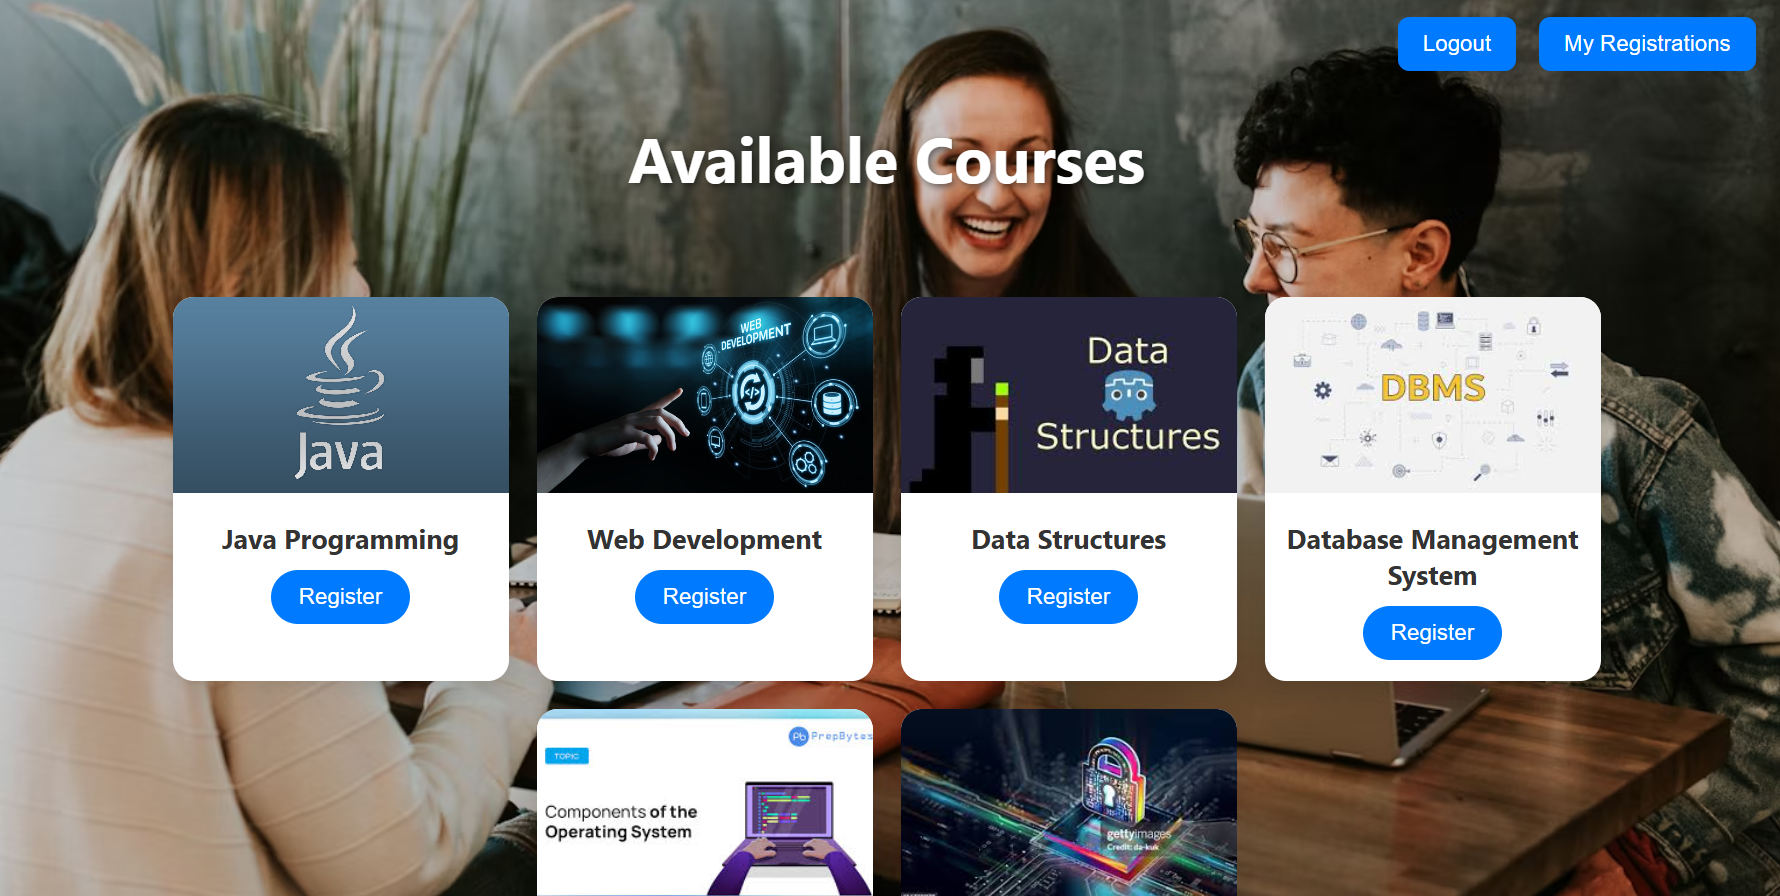 Logout
My Registrations
Available Courses
Java
WEB
DEVELOPMENT
Data
Structures
DBMS
Java Programming
Web Development
Data Structures
Database Management
System
Register
Register
Register
Register
Pb PrepBytes
TOPIC
Components of the
Operating System
gettyimages
Credit: da-kuk